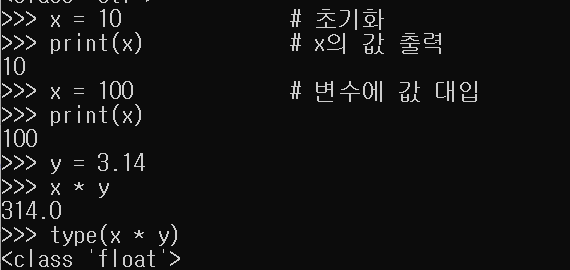 >>> x = 10 # 초기화
>>> print(x) # x의 값 출력
10
>>> x = 100 # 변수에 값 대입
>>> print(x)
100
>>> y = 3.14
>>> x * y
314.0
>>> type(x * y)
<class 'float'>